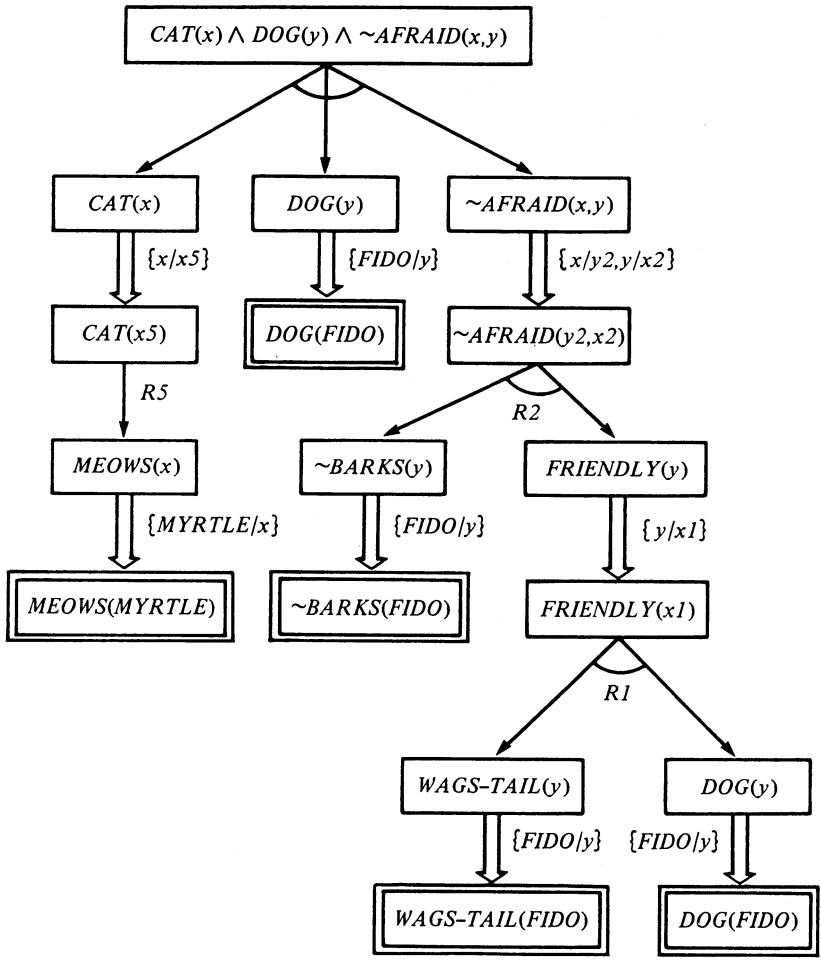 CAT(x) ∧ DOG(y) ∧ ~AFRAID(x,y)
CAT(x)
DOG(y)
~AFRAID(x,y)
{x/x5}
{FIDO/y}
{x/y2,y/x2}
CAT(x5)
DOG(FIDO)
~AFRAID(y2,x2)
R5
R2
MEOWS(x)
~BARKS(y)
FRIENDLY(y)
{MYRTLE/x}
{FIDO/y}
{y/x1}
MEOWS(MYRTLE)
~BARKS(FIDO)
FRIENDLY(x1)
R1
WAGS–TAIL(y)
DOG(y)
{FIDO/y}
{FIDO/y}
WAGS–TAIL(FIDO)
DOG(FIDO)